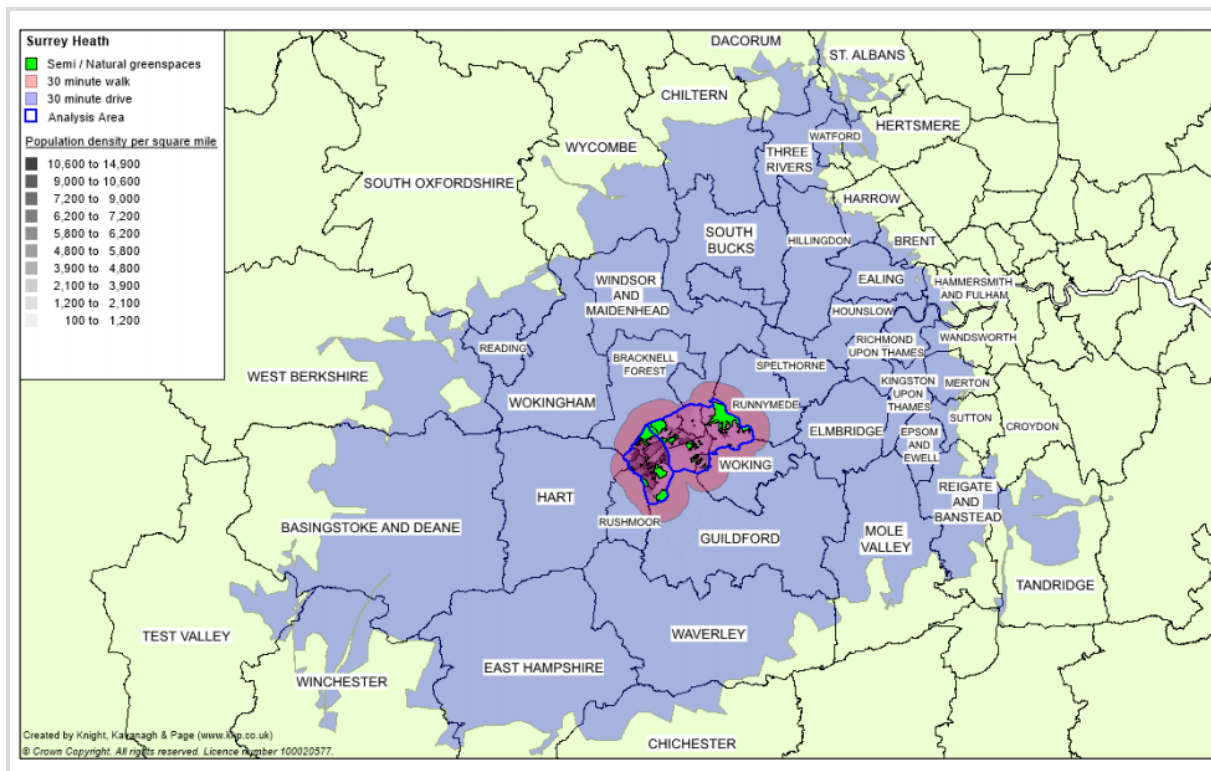 Surrey Heath
Semi / Natural greenspaces
30 minute walk
30 minute drive
Analysis Area
Population density per square mile
10,600 to 14,900
9,000 to 10,600
7,200 to 9,000
6,200 to 7,200
5,800 to 6,200
4,800 to 5,800
3,900 to 4,800
2,100 to 3,900
1,200 to 2,100
100 to 1,200
DACORUM
ST. ALBANS
CHILTERN
HERTSMERE
WATFORD
WYCOMBE
THREE
RIVERS
SOUTH OXFORDSHIRE
HARROW
SOUTH
BUCKS
HILLINGDON
BRENT
EALING
HAMMERSMITH
AND FULHAM
WINDSOR
AND
MAIDENHEAD
HOUNSLOW
READING
RICHMOND
UPON THAMES
WANDSWORTH
BRACKNELL
FOREST
SPELTHORNE
WEST BERKSHIRE
KINGSTON
UPON
THAMES
MERTON
WOKINGHAM
RUNNYMEDE
SUTTON
CROYDON
ELMBRIDGE
EPSOM
AND
EWELL
WOKING
REIGATE
AND
BANSTEAD
HART
RUSHMOOR
BASINGSTOKE AND DEANE
GUILDFORD
MOLE
VALLEY
TANDRIDGE
TEST VALLEY
WAVERLEY
EAST HAMPSHIRE
WINCHESTER
CHICHESTER
Created by Knight, Kavanagh & Page (www.kkp.co.uk)
© Crown Copyright. All rights reserved. Licence number 100020577.